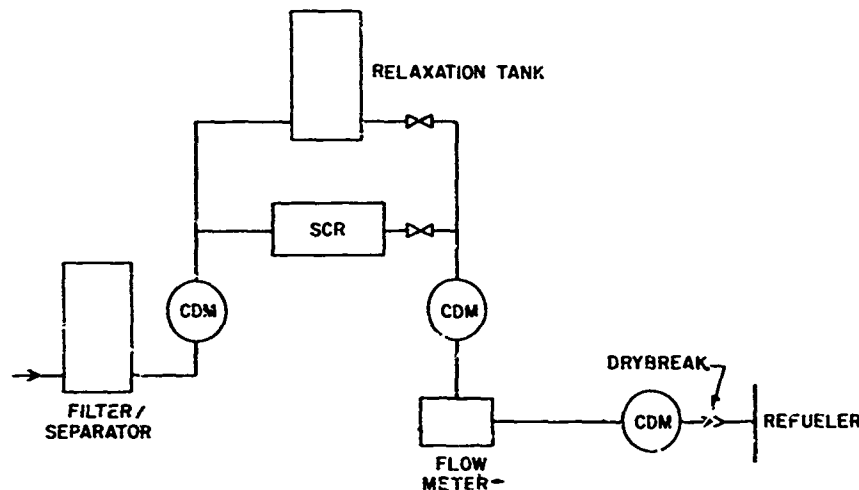 RELAXATION TANK
SCR
CDM
CDM
FILTER/
SEPARATOR
DRYBREAK
CDM
REFUELER
FLOW
METER